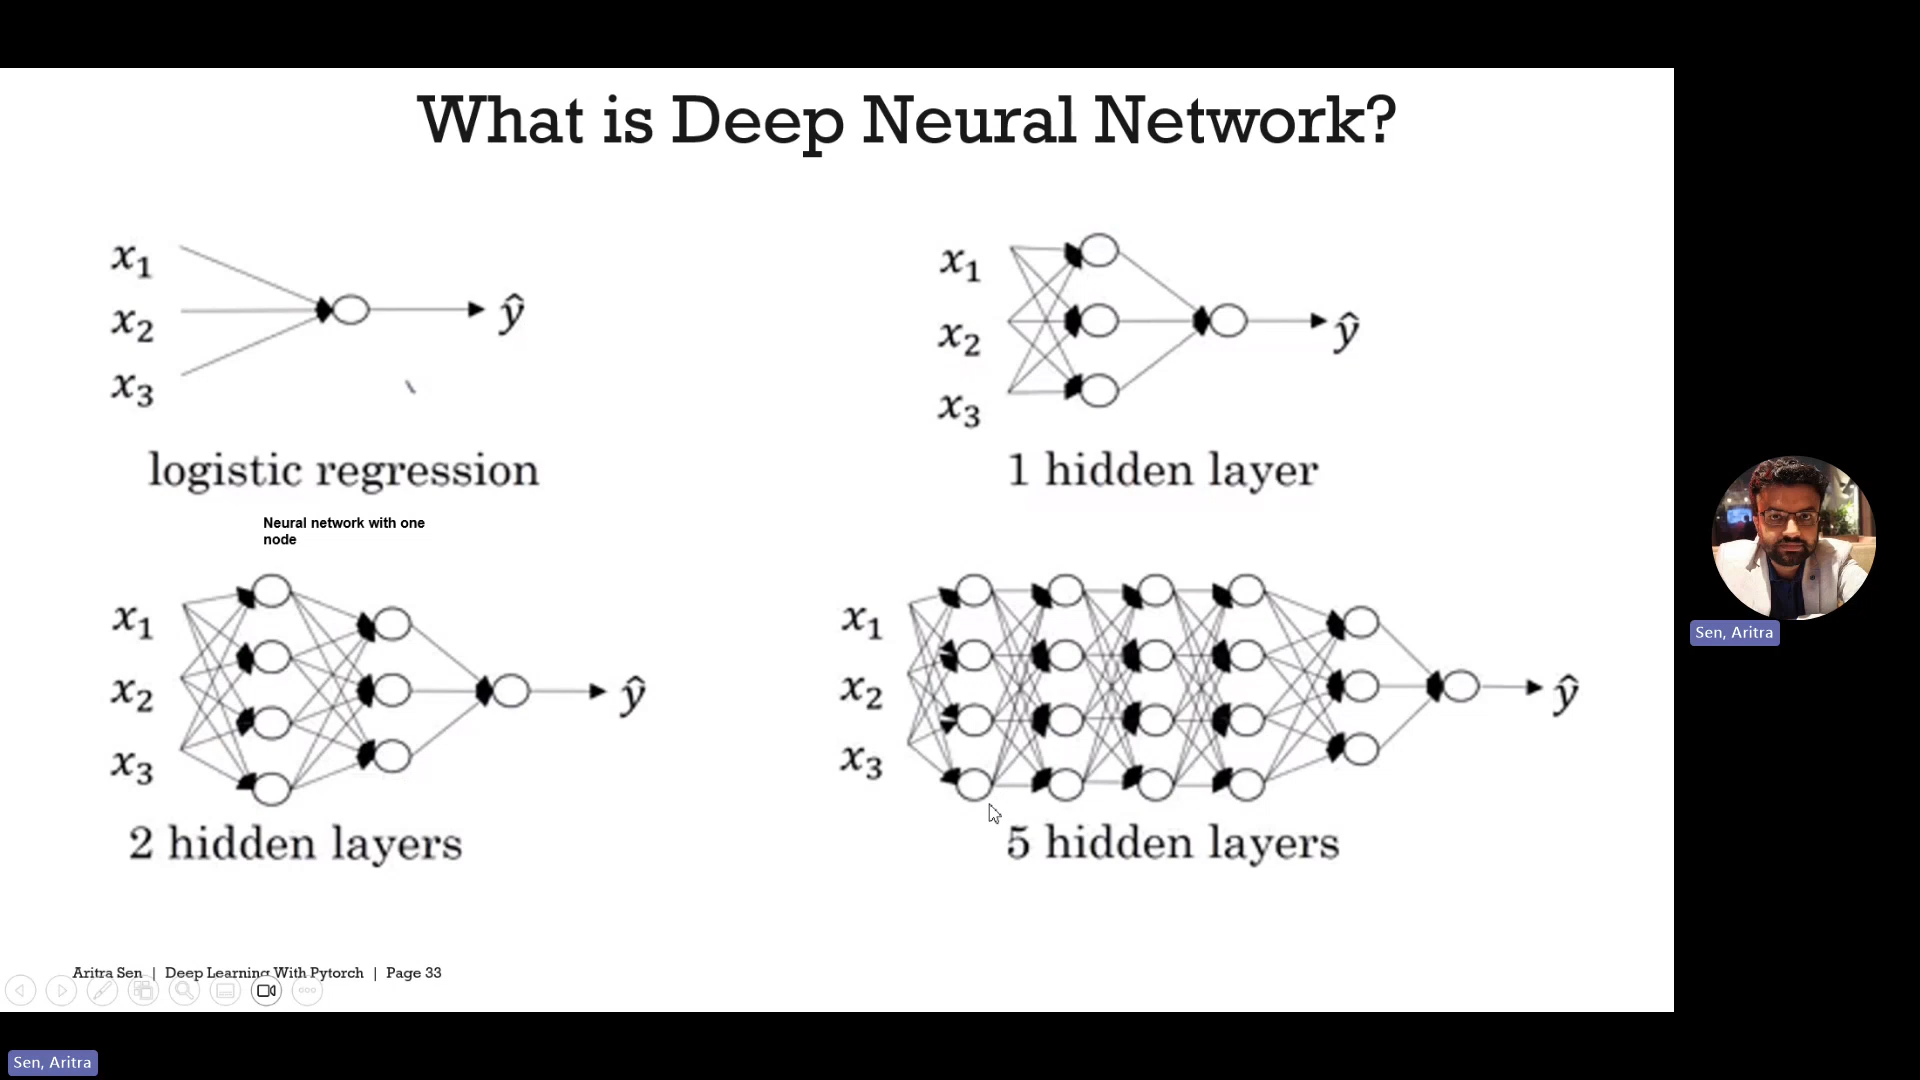 What is Deep Neural Network?
x1
x2
x3
ŷ
logistic regression
Neural network with one
node
x1
x2
x3
ŷ
1 hidden layer
x1
x2
x3
ŷ
2 hidden layers
x1
x2
x3
ŷ
5 hidden layers
Aritra Sen | Deep Learning With Pytorch | Page 33
Sen, Aritra
Sen, Aritra